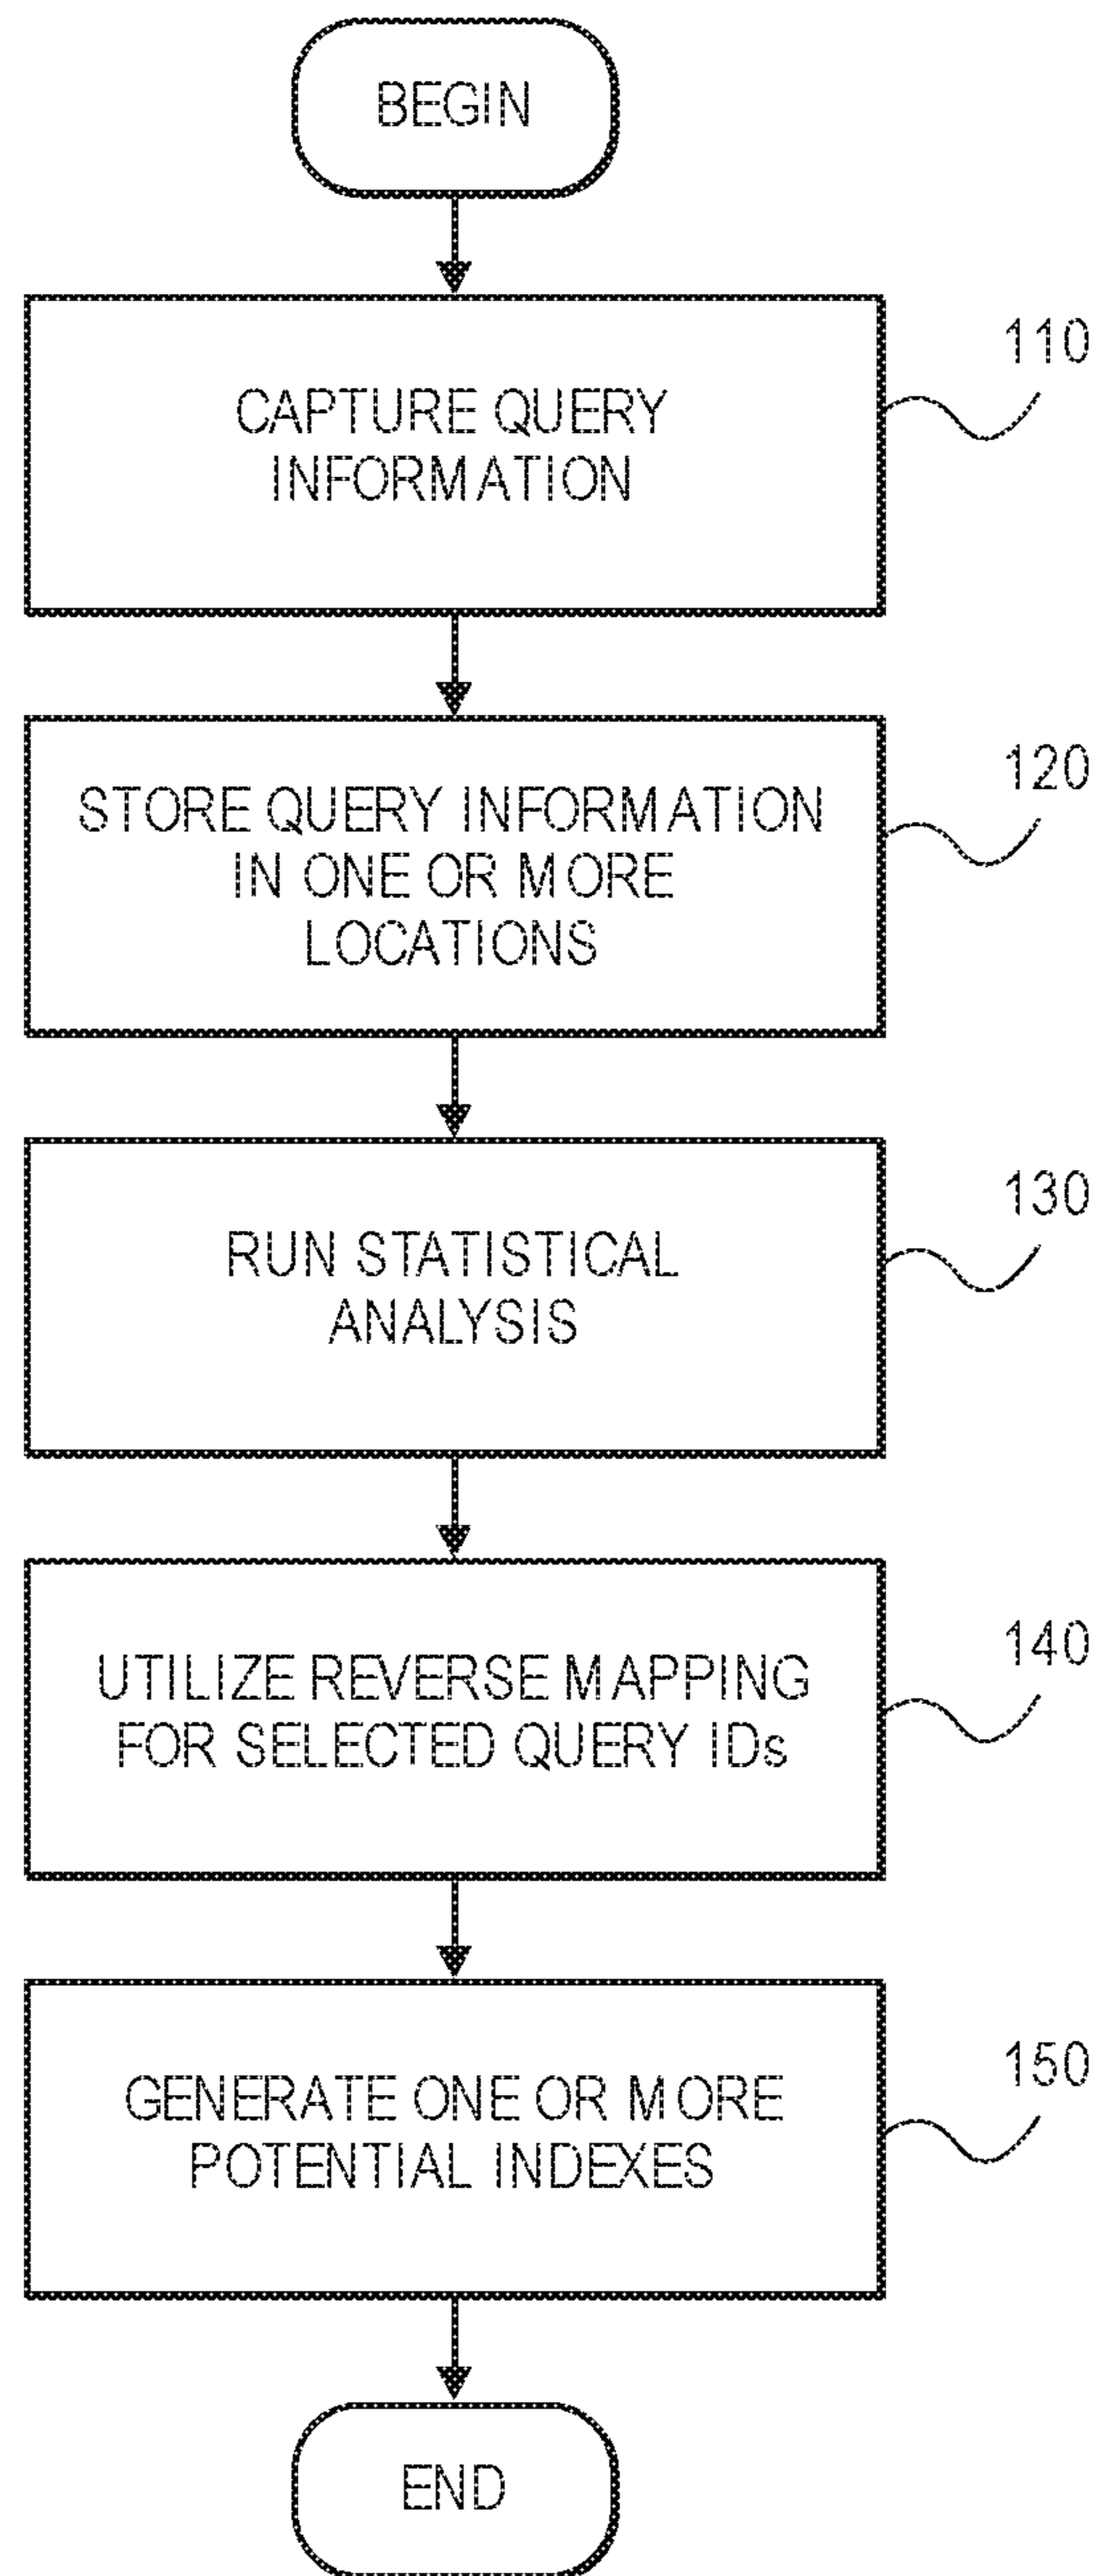 BEGIN
110
CAPTURE QUERY
INFORMATION
120
STORE QUERY INFORMATION
IN ONE OR MORE
LOCATIONS
130
RUN STATISTICAL
ANALYSIS
140
UTILIZE REVERSE MAPPING
FOR SELECTED QUERY IDs
150
GENERATE ONE OR MORE
POTENTIAL INDEXES
END